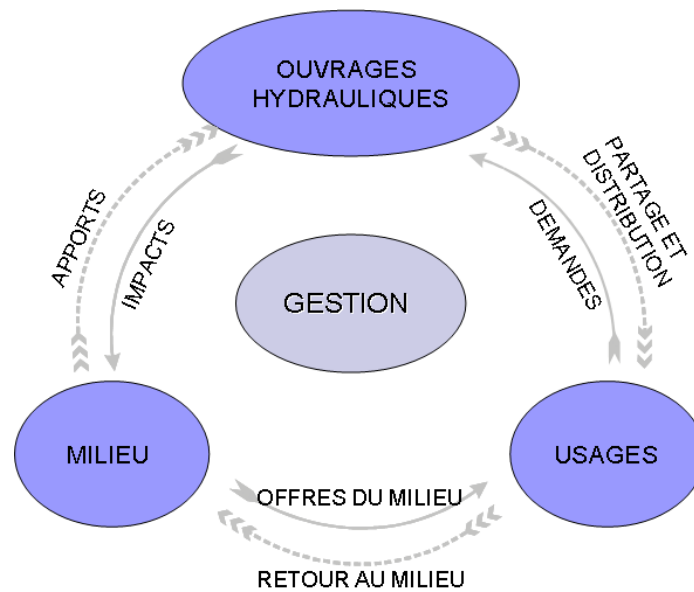 OUVRAGES
HYDRAULIQUES
APPORTS
IMPACTS
PARTAGE ET
DISTRIBUTION
DEMANDES
GESTION
MILIEU
USAGES
OFFRES DU MILIEU
RETOUR AU MILIEU